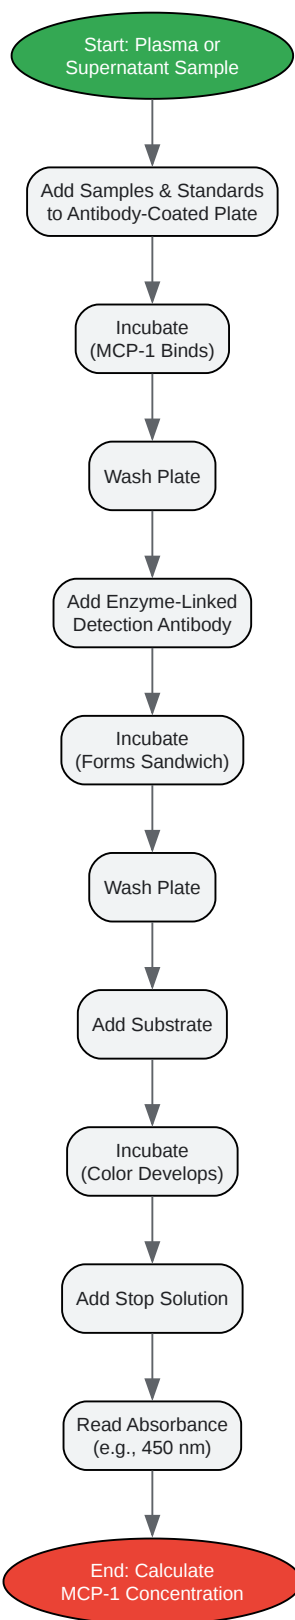 Start: Plasma or
Supernatant Sample
Add Samples & Standards
to Antibody-Coated Plate
Incubate
(MCP-1 Binds)
Wash Plate
Add Enzyme-Linked
Detection Antibody
Incubate
(Forms Sandwich)
Wash Plate
Add Substrate
Incubate
(Color Develops)
Add Stop Solution
Read Absorbance
(e.g., 450 nm)
End: Calculate
MCP-1 Concentration